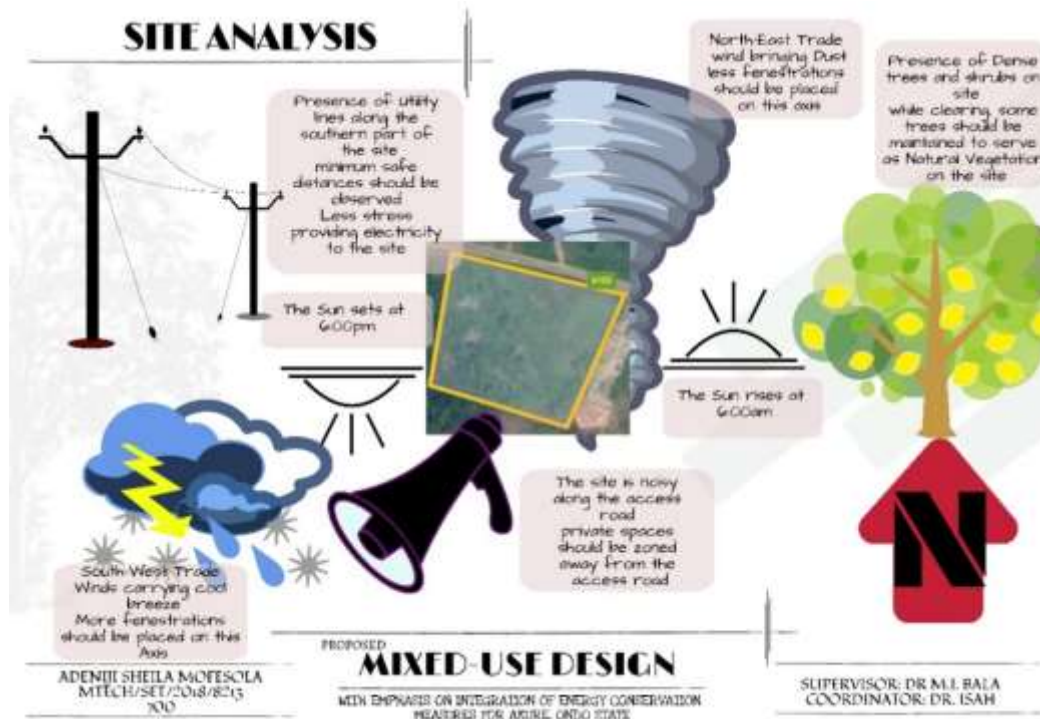 SITE ANALYSIS
Presence of Utility
lines along the
southern part of
the site
minimum safe
distances should be
observed
Less stress
providing electricity
to the site
North-East Trade
wind bringing Dust
less fenestrations
should be placed
on this axis
Presence of Dense
trees and shrubs on
site
while clearing, some
trees should be
maintained to serve
as Natural Vegetation
on the site
The Sun sets at
6:00pm
The Sun rises at
6:00am
The site is noisy
along the access
road
private spaces
should be zoned
away from the
access road
South-West Trade
Winds carrying cool
breeze
More fenestrations
should be placed on this
Axis
N
ADENIJI SHEILA MOFESOLA
MTECH/SET/2018/8213
700
PROPOSED
MIXED-USE DESIGN
WITH EMPHASIS ON INTEGRATION OF ENERGY CONSERVATION
MEASURES FOR AKURE, ONDO STATE
SUPERVISOR: DR M.I. BALA
COORDINATOR: DR. ISAH